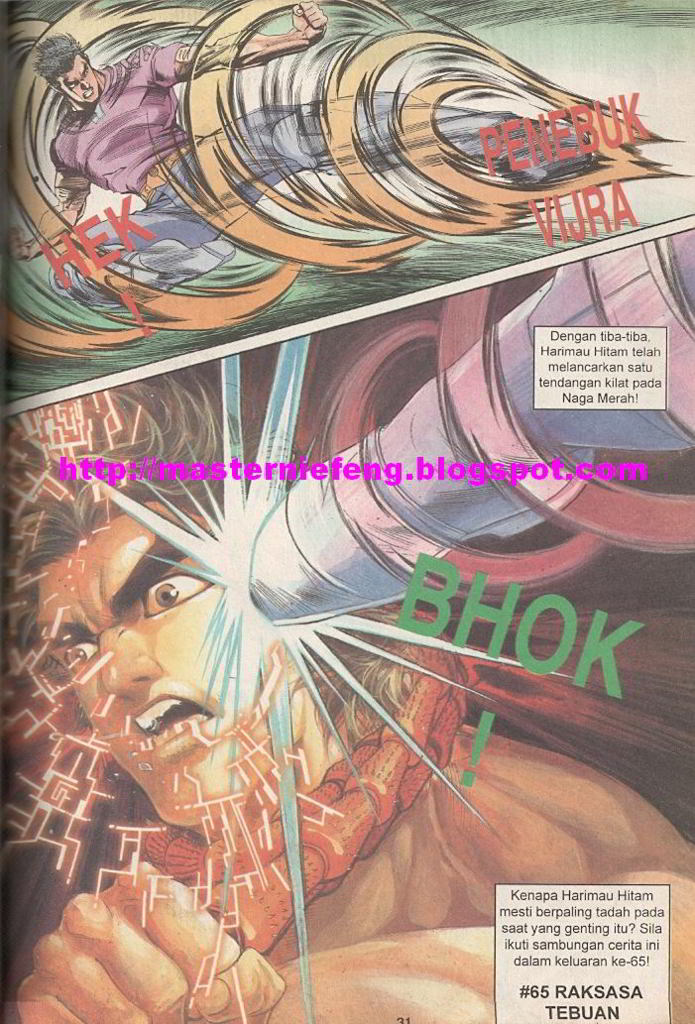 PENEBUK
VIJRA
HEK
!
Dengan tiba-tiba,
Harimau Hitam telah
melancarkan satu
tendangan kilat pada
Naga Merah!
http://masterniefeng.blogspot.com
BHOK
!
Kenapa Harimau Hitam
mesti berpaling tadah pada
saat yang genting itu? Sila
ikuti sambungan cerita ini
dalam keluaran ke-65!
#65 RAKSASA
TEBUAN
31